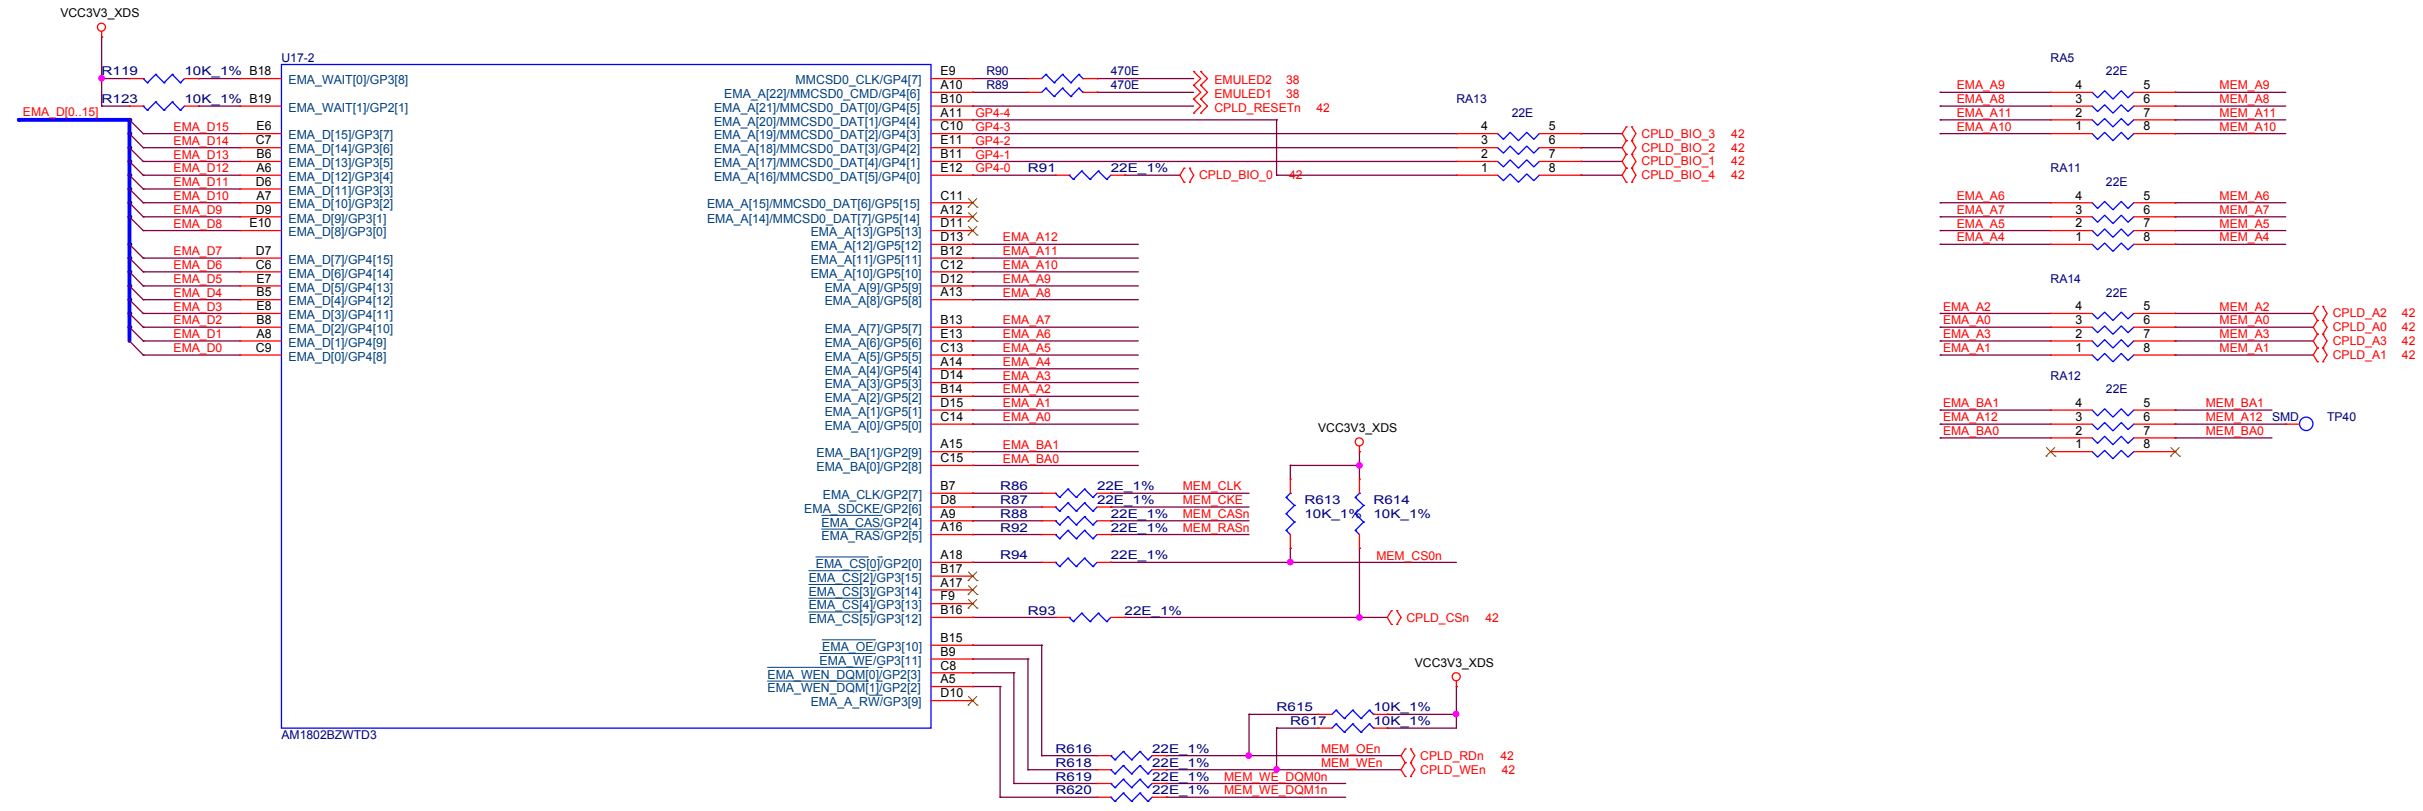 VCC3V3_XDS
U17-2
R119 10K_1% B18 EMA_WAIT[0]/GP3[8]
R123 10K_1% B19 EMA_WAIT[1]/GP2[1]
EMA_D[0..15]
EMA_D15 E6 EMA_D[15]/GP3[7]
EMA_D14 C7 EMA_D[14]/GP3[6]
EMA_D13 B6 EMA_D[13]/GP3[5]
EMA_D12 A6 EMA_D[12]/GP3[4]
EMA_D11 D6 EMA_D[11]/GP3[3]
EMA_D10 A7 EMA_D[10]/GP3[2]
EMA_D9 D9 EMA_D[9]/GP3[1]
EMA_D8 E10 EMA_D[8]/GP3[0]
EMA_D7 D7 EMA_D[7]/GP4[15]
EMA_D6 C6 EMA_D[6]/GP4[14]
EMA_D5 E7 EMA_D[5]/GP4[13]
EMA_D4 B5 EMA_D[4]/GP4[12]
EMA_D3 E8 EMA_D[3]/GP4[11]
EMA_D2 B8 EMA_D[2]/GP4[10]
EMA_D1 A8 EMA_D[1]/GP4[9]
EMA_D0 C9 EMA_D[0]/GP4[8]
MMCSD0_CLK/GP4[7] E9 R90 470E EMULED2 38
EMA_A[22]/MMCSD0_CMD/GP4[6] A10 R89 470E EMULED1 38
EMA_A[21]/MMCSD0_DAT[0]/GP4[5] B10 CPLD_RESETn 42
EMA_A[20]/MMCSD0_DAT[1]/GP4[4] A11 GP4-4
EMA_A[19]/MMCSD0_DAT[2]/GP4[3] C10 GP4-3
EMA_A[18]/MMCSD0_DAT[3]/GP4[2] E11 GP4-2
EMA_A[17]/MMCSD0_DAT[4]/GP4[1] B11 GP4-1
EMA_A[16]/MMCSD0_DAT[5]/GP4[0] E12 GP4-0 R91 22E_1% CPLD_BIO_0 42
RA13
22E
4 5 CPLD_BIO_3 42
3 6 CPLD_BIO_2 42
2 7 CPLD_BIO_1 42
1 8 CPLD_BIO_4 42
EMA_A[15]/MMCSD0_DAT[6]/GP5[15] C11
EMA_A[14]/MMCSD0_DAT[7]/GP5[14] A12
EMA_A[13]/GP5[13] D11
EMA_A[12]/GP5[12] D13 EMA_A12
EMA_A[11]/GP5[11] B12 EMA_A11
EMA_A[10]/GP5[10] C12 EMA_A10
EMA_A[9]/GP5[9] D12 EMA_A9
EMA_A[8]/GP5[8] A13 EMA_A8
EMA_A[7]/GP5[7] B13 EMA_A7
EMA_A[6]/GP5[6] E13 EMA_A6
EMA_A[5]/GP5[5] C13 EMA_A5
EMA_A[4]/GP5[4] A14 EMA_A4
EMA_A[3]/GP5[3] D14 EMA_A3
EMA_A[2]/GP5[2] B14 EMA_A2
EMA_A[1]/GP5[1] D15 EMA_A1
EMA_A[0]/GP5[0] C14 EMA_A0
EMA_BA[1]/GP2[9] A15 EMA_BA1
EMA_BA[0]/GP2[8] C15 EMA_BA0
EMA_CLK/GP2[7] B7 R86 22E_1% MEM_CLK
EMA_SDCKE/GP2[6] D8 R87 22E_1% MEM_CKE
EMA_CAS/GP2[4] A9 R88 22E_1% MEM_CASn
EMA_RAS/GP2[5] A16 R92 22E_1% MEM_RASn
VCC3V3_XDS
R613 R614
10K_1% 10K_1%
EMA_CS[0]/GP2[0] A18 R94 22E_1% MEM_CS0n
EMA_CS[2]/GP3[15] B17
EMA_CS[3]/GP3[14] A17
EMA_CS[4]/GP3[13] F9
EMA_CS[5]/GP3[12] B16 R93 22E_1% CPLD_CSn 42
EMA_OE/GP3[10] B15
EMA_WE/GP3[11] B9
EMA_WEN_DQM[0]/GP2[3] C8
EMA_WEN_DQM[1]/GP2[2] A5
EMA_A_RW/GP3[9] D10
AM1802BZWTD3
VCC3V3_XDS
R615 10K_1%
R617 10K_1%
R616 22E_1% MEM_OEn CPLD_RDn 42
R618 22E_1% MEM_WEn CPLD_WEn 42
R619 22E_1% MEM_WE_DQM0n
R620 22E_1% MEM_WE_DQM1n
RA5
22E
EMA_A9 4 5 MEM_A9
EMA_A8 3 6 MEM_A8
EMA_A11 2 7 MEM_A11
EMA_A10 1 8 MEM_A10
RA11
22E
EMA_A6 4 5 MEM_A6
EMA_A7 3 6 MEM_A7
EMA_A5 2 7 MEM_A5
EMA_A4 1 8 MEM_A4
RA14
22E
EMA_A2 4 5 MEM_A2 CPLD_A2 42
EMA_A0 3 6 MEM_A0 CPLD_A0 42
EMA_A3 2 7 MEM_A3 CPLD_A3 42
EMA_A1 1 8 MEM_A1 CPLD_A1 42
RA12
22E
EMA_BA1 4 5 MEM_BA1
EMA_A12 3 6 MEM_A12 SMD TP40
EMA_BA0 2 7 MEM_BA0
1 8